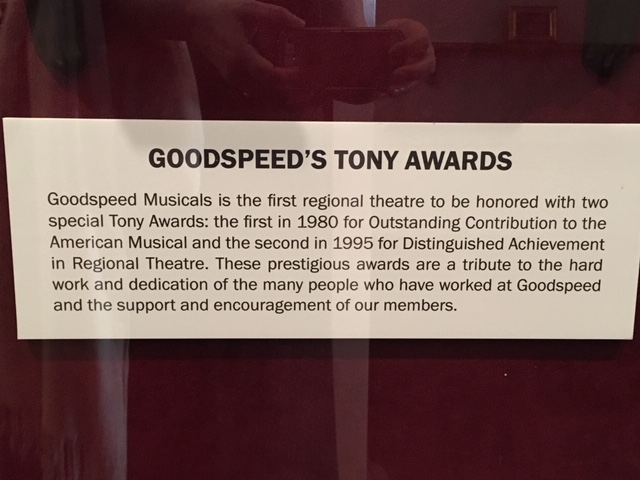 GOODSPEED'S TONY AWARDS
Goodspeed Musicals is the first regional theatre to be honored with two
special Tony Awards: the first in 1980 for Outstanding Contribution to the
American Musical and the second in 1995 for Distinguished Achievement
in Regional Theatre. These prestigious awards are a tribute to the hard
work and dedication of the many people who have worked at Goodspeed
and the support and encouragement of our members.